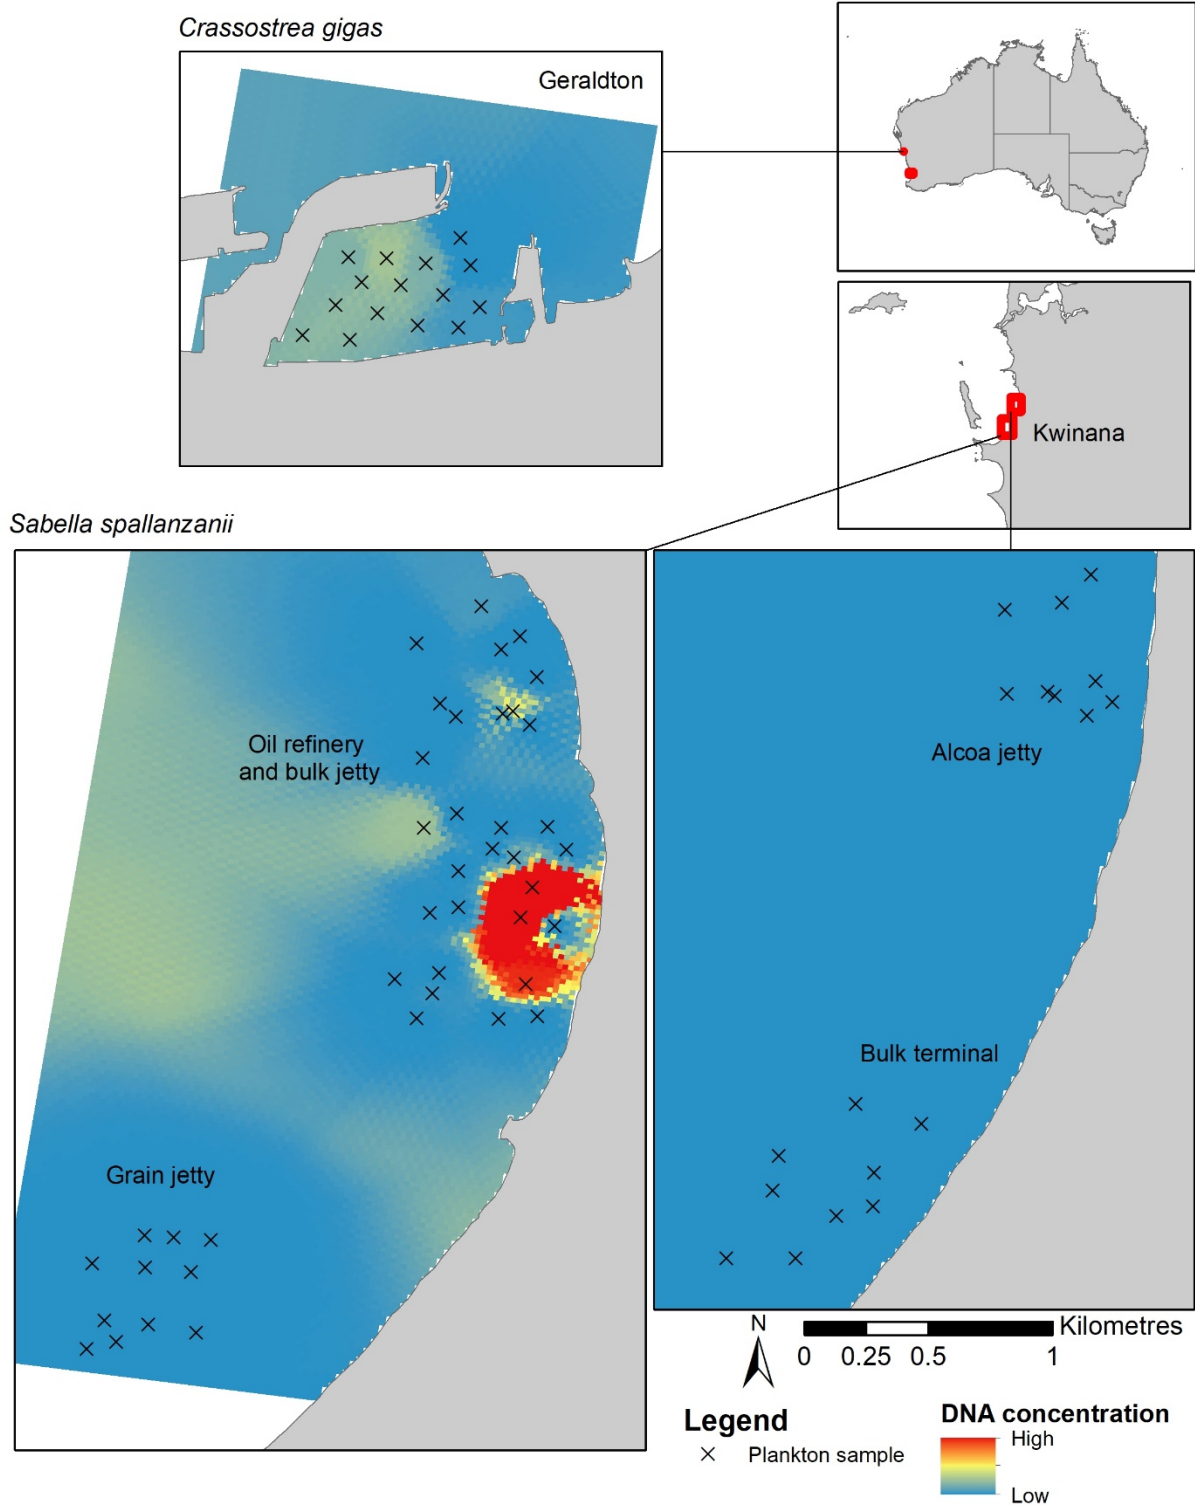 Crassostrea gigas
Geraldton
Kwinana
Sabella spallanzanii
Oil refinery
and bulk jetty
Grain jetty
Alcoa jetty
Bulk terminal
N
Kilometres
0 0.25 0.5 1
Legend
Plankton sample
DNA concentration
High
Low